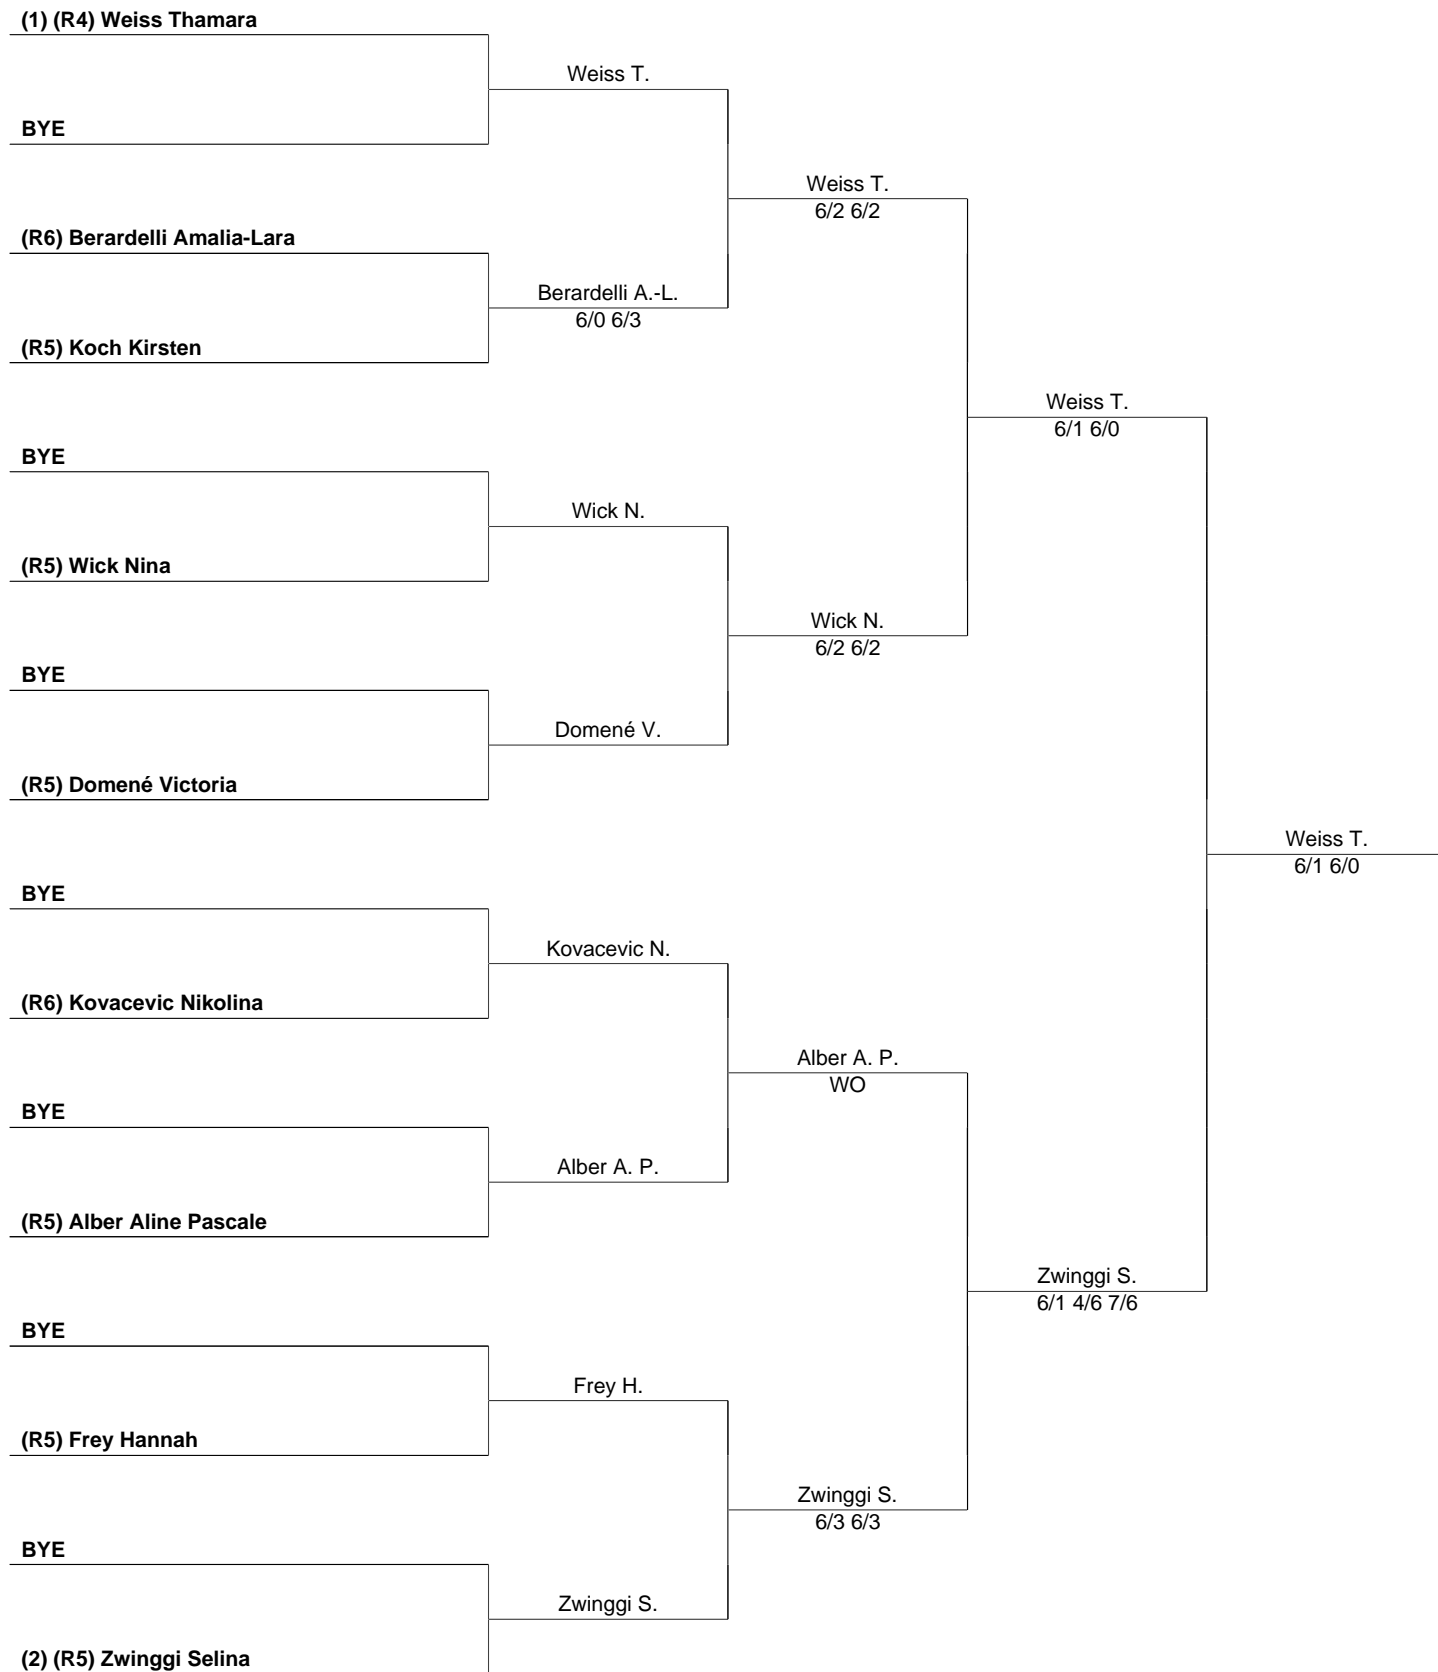 (1) (R4) Weiss Thamara
Weiss T.
BYE
Weiss T.
6/2 6/2
(R6) Berardelli Amalia-Lara
Berardelli A.-L.
6/0 6/3
(R5) Koch Kirsten
Weiss T.
6/1 6/0
BYE
Wick N.
(R5) Wick Nina
Wick N.
6/2 6/2
BYE
Domené V.
(R5) Domené Victoria
Weiss T.
6/1 6/0
BYE
Kovacevic N.
(R6) Kovacevic Nikolina
Alber A. P.
WO
BYE
Alber A. P.
(R5) Alber Aline Pascale
Zwinggi S.
6/1 4/6 7/6
BYE
Frey H.
(R5) Frey Hannah
Zwinggi S.
6/3 6/3
BYE
Zwinggi S.
(2) (R5) Zwinggi Selina